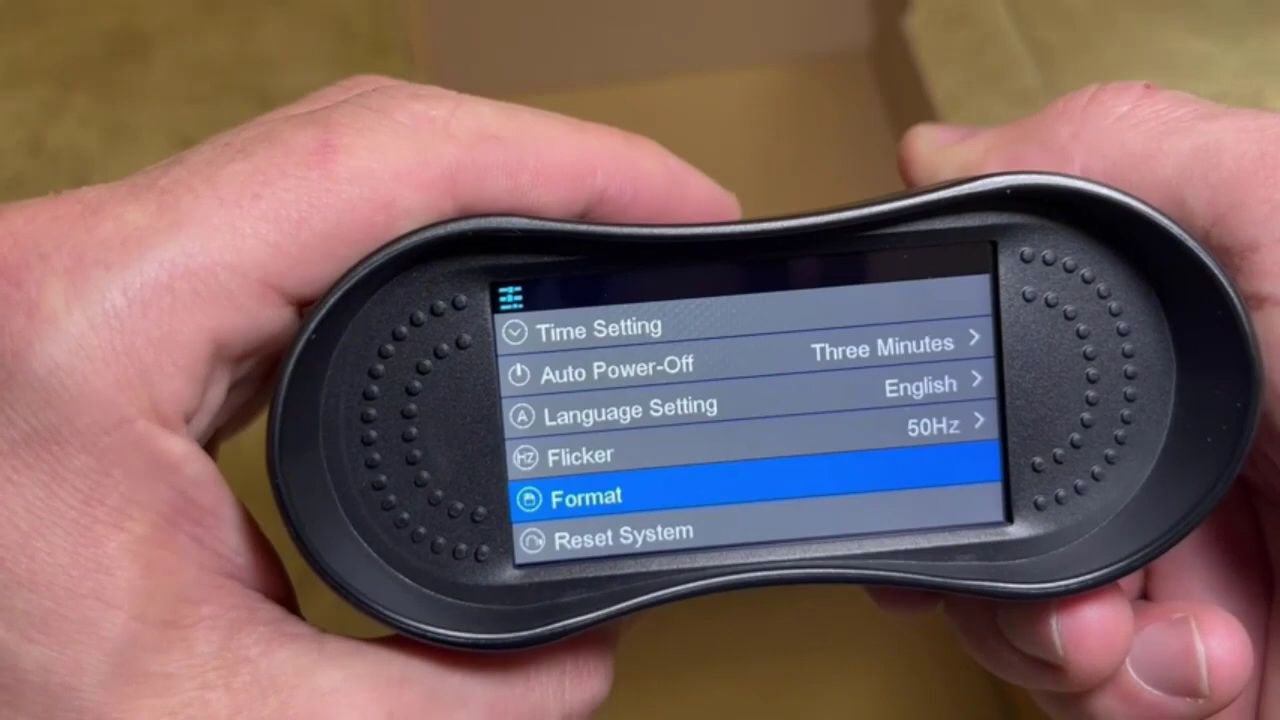 Time Setting
Auto Power-Off Three Minutes
Language Setting English
Flicker 50Hz
Format
Reset System